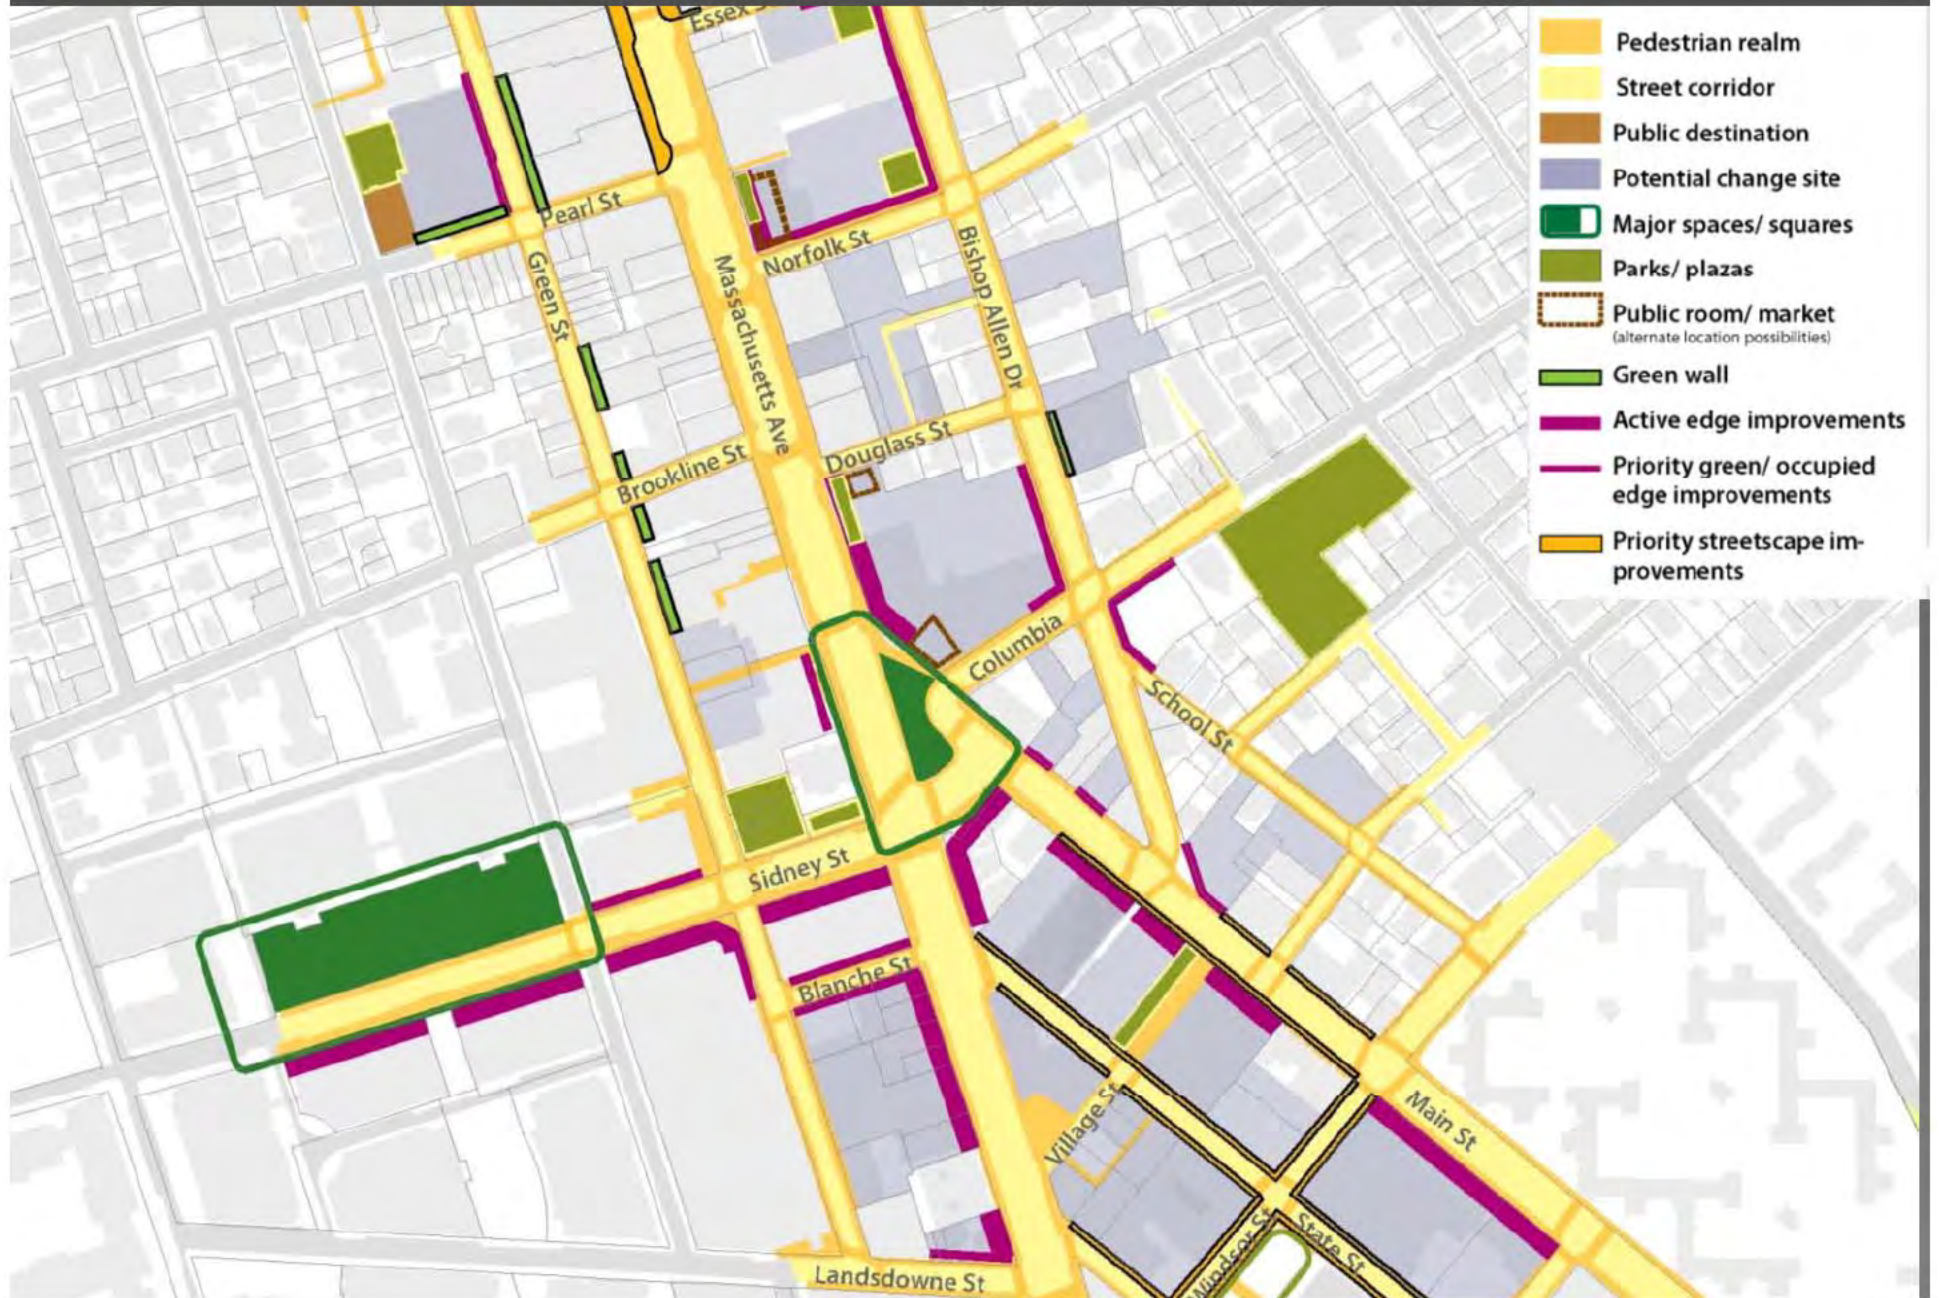 Essex S
Pearl St
Norfolk St
Green St
Massachusetts Ave
Bishop Allen Dr
Douglass St
Brookline St
Columbia
School St
Sidney St
Blanche St
Village St
Main St
Windsor St
State St
Landsdowne St
Pedestrian realm
Street corridor
Public destination
Potential change site
Major spaces/ squares
Parks/ plazas
Public room/ market
(alternate location possibilities)
Green wall
Active edge improvements
Priority green/ occupied
edge improvements
Priority streetscape im-
provements